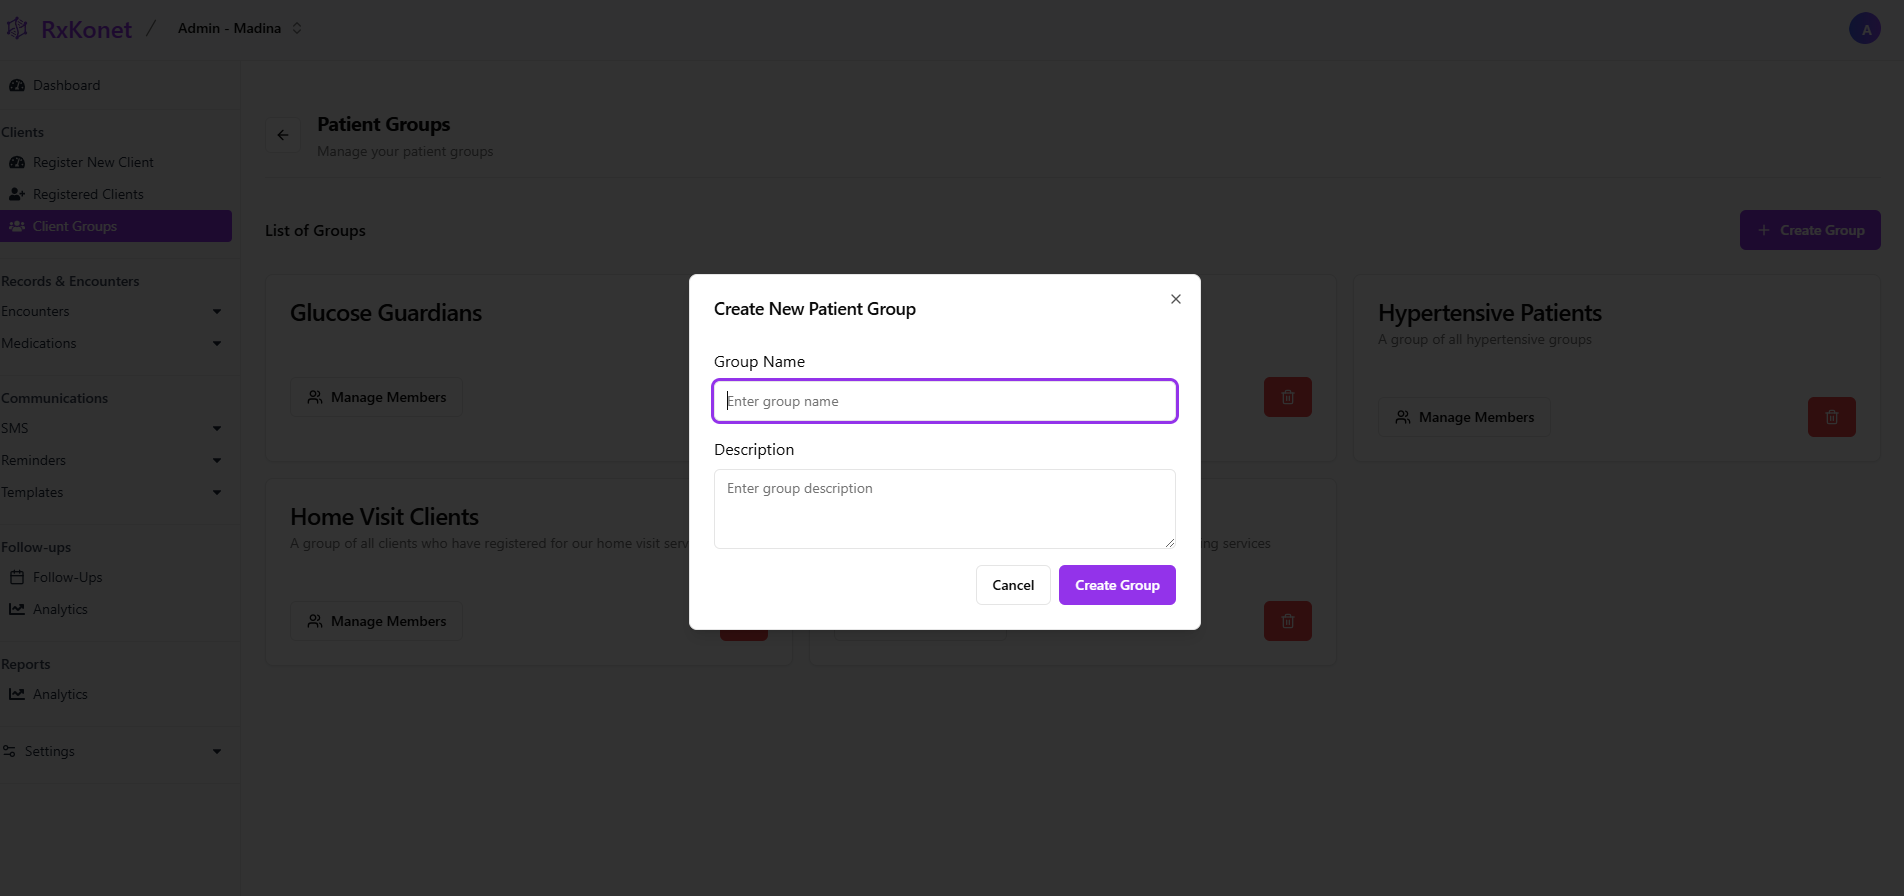 RxKonet / Admin - Madina
A
Dashboard
Clients
Register New Client
Registered Clients
Client Groups
Records & Encounters
Encounters
Medications
Communications
SMS
Reminders
Templates
Follow-ups
Follow-Ups
Analytics
Reports
Analytics
Settings
Patient Groups
Manage your patient groups
List of Groups
+ Create Group
Glucose Guardians
Manage Members
Hypertensive Patients
A group of all hypertensive groups
Manage Members
Home Visit Clients
A group of all clients who have registered for our home visit
services
Manage Members
Create New Patient Group
Group Name
Enter group name
Description
Enter group description
Cancel
Create Group